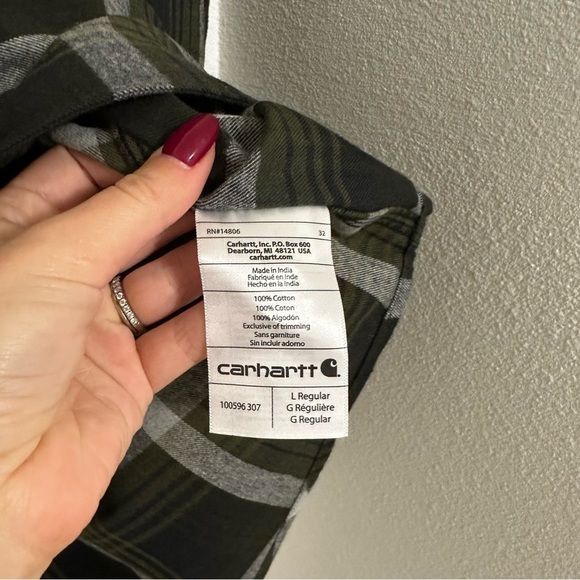 RN#14806 32
Carhartt, Inc. P.O. Box 600
Dearborn, MI 48121 USA
carhartt.com
Made in India
Fabriqué en Inde
Hecho en la India
100% Cotton
100% Coton
100% Algodón
Exclusive of trimming
Sans garniture
Sin incluir adorno
carhartt
100596 307
L Regular
G Régulière
G Regular